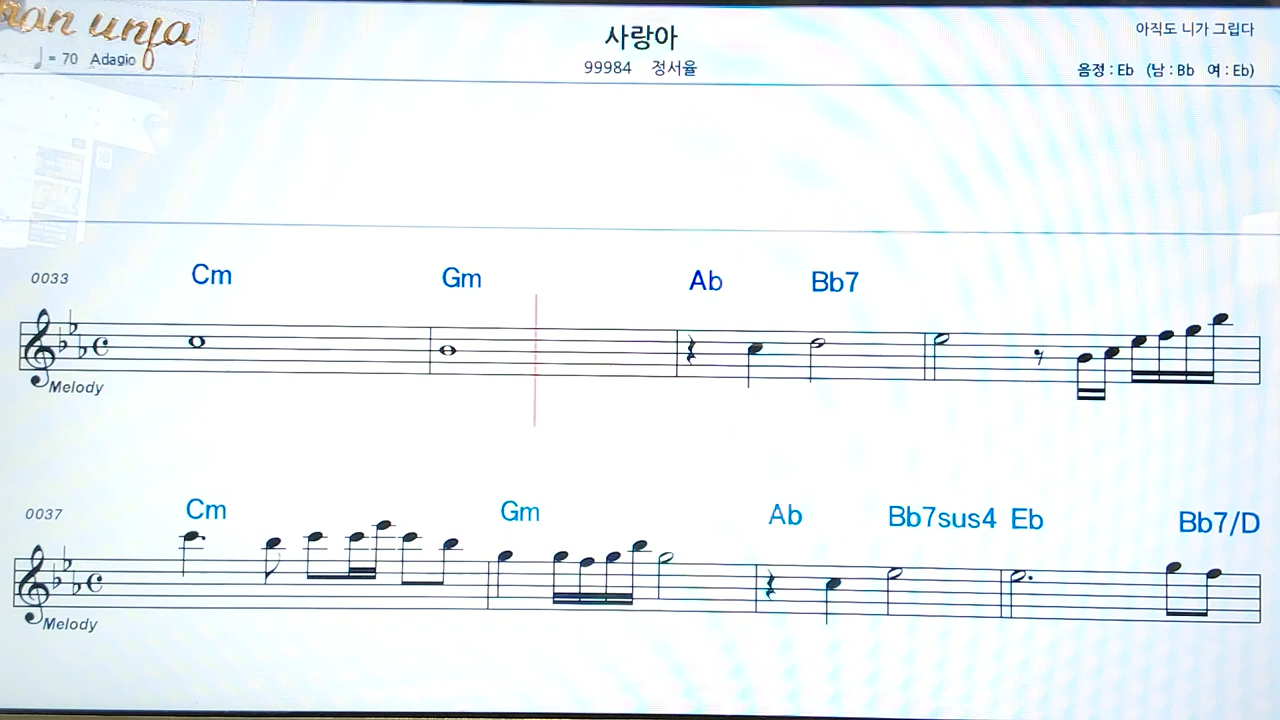 사랑아
아직도 니가 그립다
♩ = 70 Adagio
99984 정서율
음정 : Eb (남 : Bb 여 : Eb)
0033 Cm Gm Ab Bb7
Melody
0037 Cm Gm Ab Bb7sus4 Eb Bb7/D
Melody